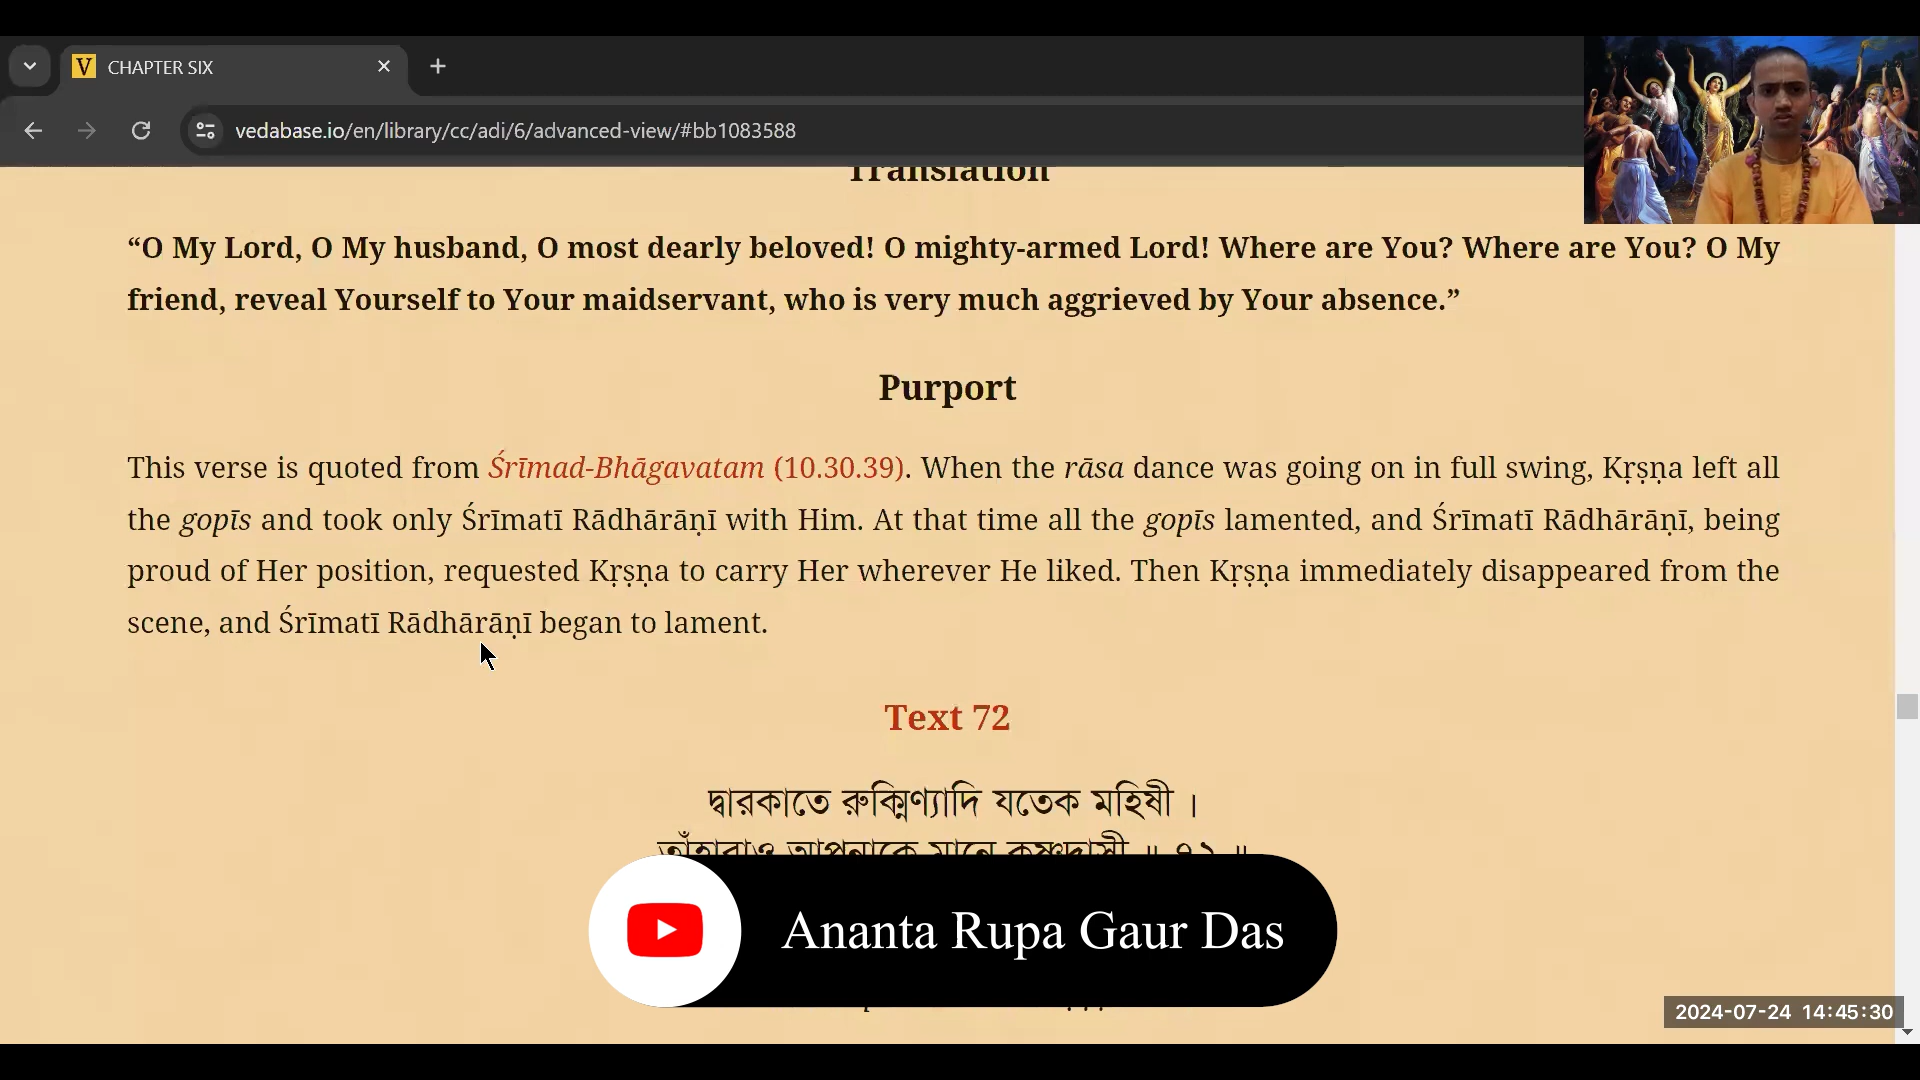 CHAPTER SIX
vedabase.io/en/library/cc/adi/6/advanced-view/#bb1083588
Translation
“O My Lord, O My husband, O most dearly beloved! O mighty-armed Lord! Where are You? Where are You? O My
friend, reveal Yourself to Your maidservant, who is very much aggrieved by Your absence.”
Purport
This verse is quoted from Śrīmad-Bhāgavatam (10.30.39). When the rāsa dance was going on in full swing, Kṛṣṇa left all
the gopīs and took only Śrīmatī Rādhārāṇī with Him. At that time all the gopīs lamented, and Śrīmatī Rādhārāṇī, being
proud of Her position, requested Kṛṣṇa to carry Her wherever He liked. Then Kṛṣṇa immediately disappeared from the
scene, and Śrīmatī Rādhārāṇī began to lament.
Text 72
দ্বারকাতে রুক্মিণ্যাদি যতেক মহিষী ।
তাঁহারাও আপনাকে মানে কৃষ্ণদাসী ॥ ৭২ ॥
Ananta Rupa Gaur Das
2024-07-24 14:45:30